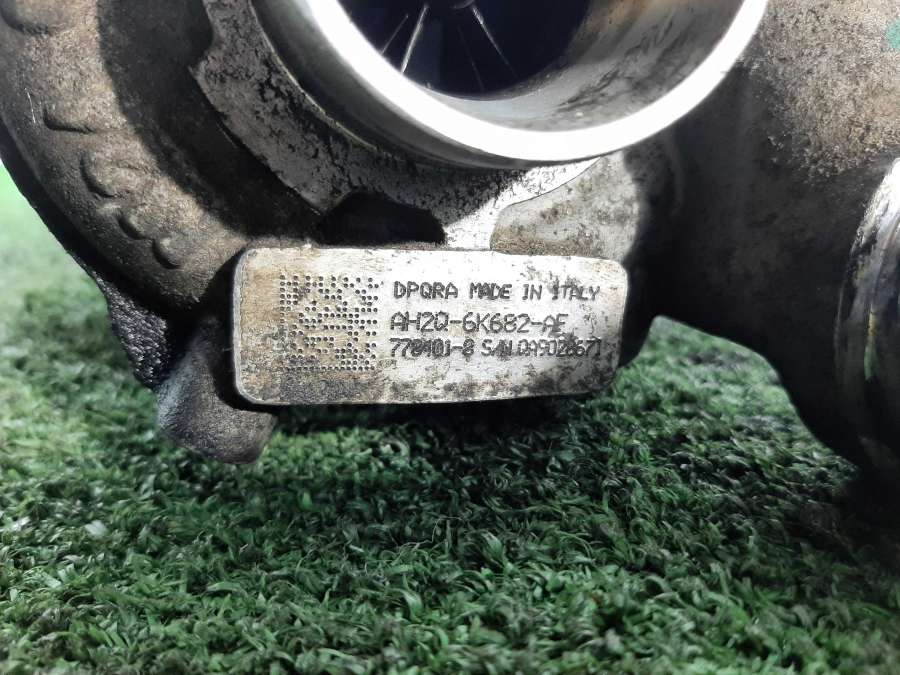 DPQRA MADE IN ITALY
AH2Q-6K682-AE
778401-8 S/N